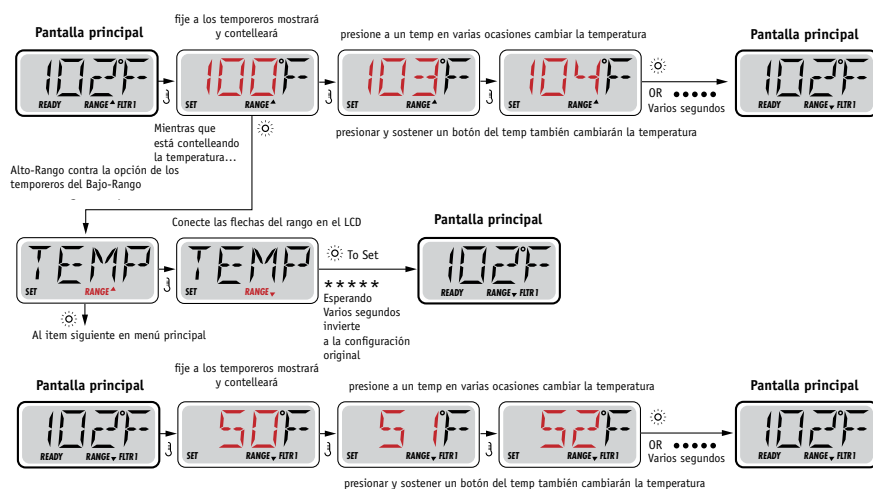 fije a los temporeros mostrará
y contelleará
Pantalla principal
presione a un temp en varias ocasiones cambiar la temperatura
Pantalla principal
102°F
READY RANGE FLTR1
100°F
SET RANGE
103°F
SET RANGE
104°F
SET RANGE
OR
Varios segundos
102°F
READY RANGE FLTR1
Mientras que
está contelleando
la temperatura...
presionar y sostener un botón del temp también cambiarán la temperatura
Alto-Rango contra la opción de los
temporeros del Bajo-Rango
Conecte las flechas del rango en el LCD
Pantalla principal
TEMP
SET RANGE
TEMP
SET RANGE
To Set
*****
Esperando
Varios segundos
invierte
a la configuración
original
102°F
READY RANGE FLTR1
Al item siguiente en menú principal
fije a los temporeros mostrará
y contelleará
Pantalla principal
presione a un temp en varias ocasiones cambiar la temperatura
Pantalla principal
102°F
READY RANGE FLTR1
50°F
SET RANGE FLTR1
51°F
SET RANGE
52°F
SET RANGE
OR
Varios segundos
102°F
READY RANGE FLTR1
presionar y sostener un botón del temp también cambiarán la temperatura